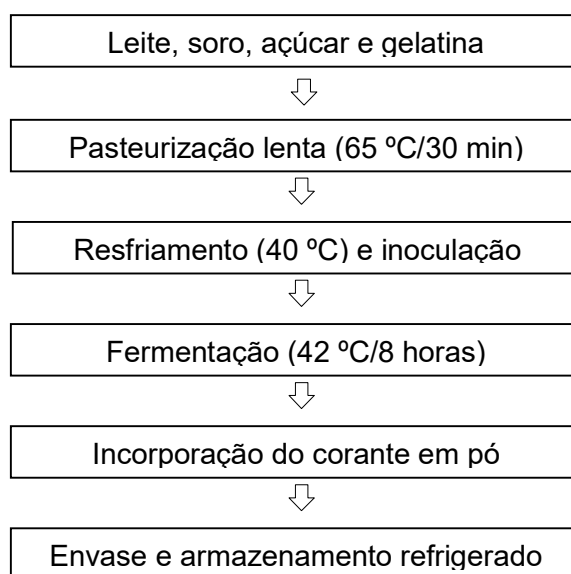 Leite, soro, açúcar e gelatina
Pasteurização lenta (65 ºC/30 min)
Resfriamento (40 ºC) e inoculação
Fermentação (42 ºC/8 horas)
Incorporação do corante em pó
Envase e armazenamento refrigerado